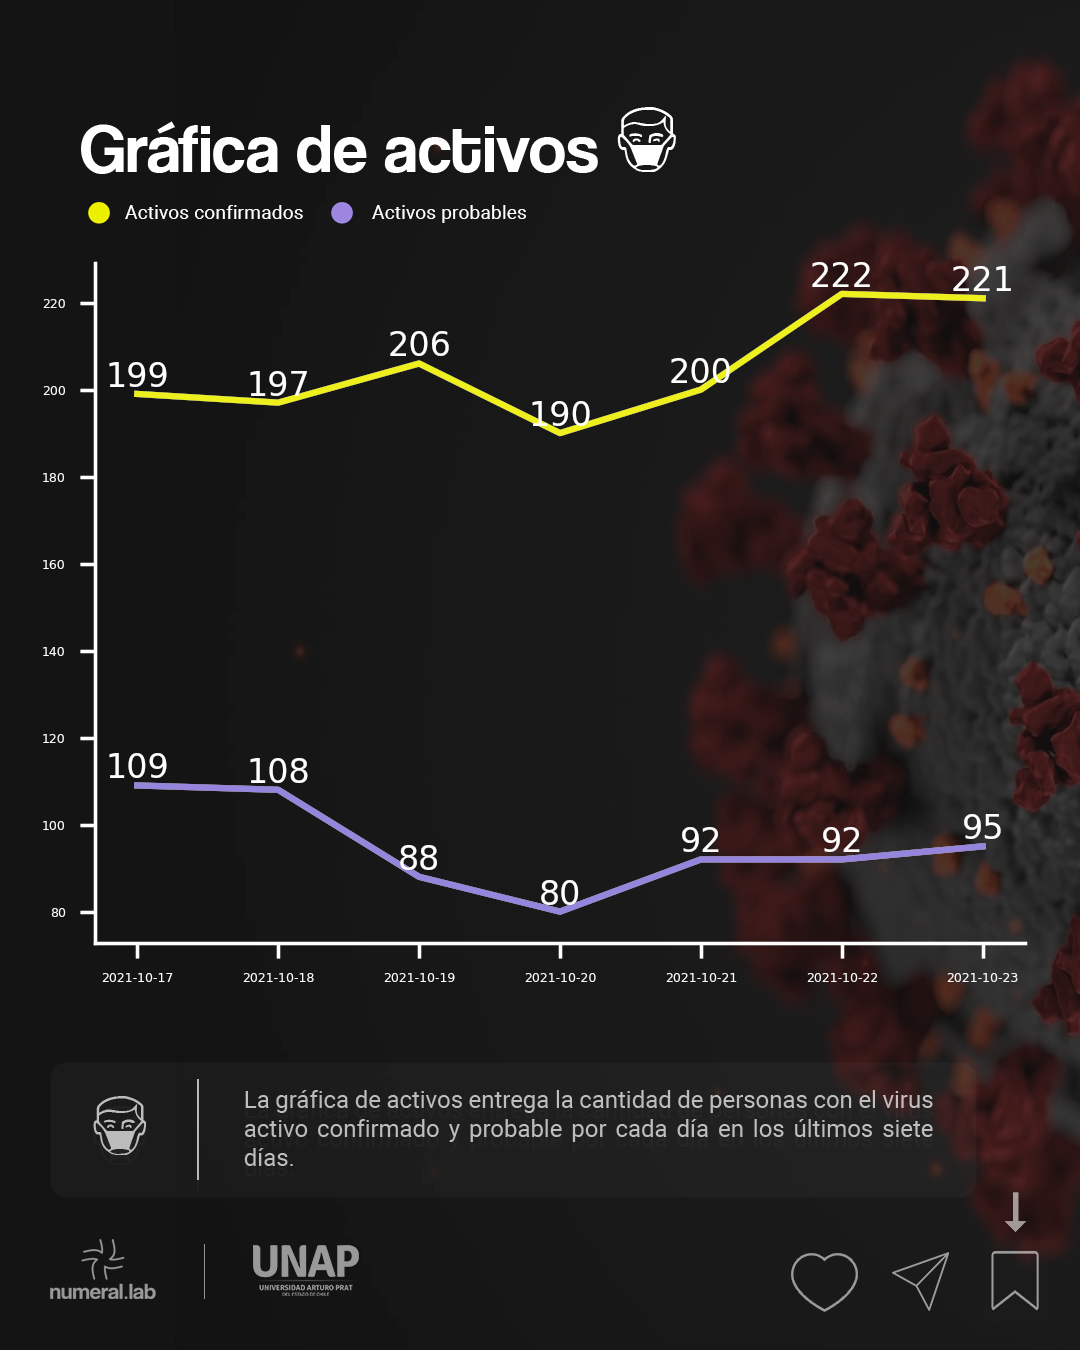 Gráfica de activos
Activos confirmados Activos probables
222
221
220
206
200
199
197
200
190
180
160
140
120
109
108
100
95
92
92
88
80
80
2021-10-17 2021-10-18 2021-10-19 2021-10-20 2021-10-21 2021-10-22 2021-10-23
La gráfica de activos entrega la cantidad de personas con el virus
activo confirmado y probable por cada día en los últimos siete
días.
numeral.lab
UNAP
UNIVERSIDAD ARTURO PRAT
DEL ESTADO DE CHILE